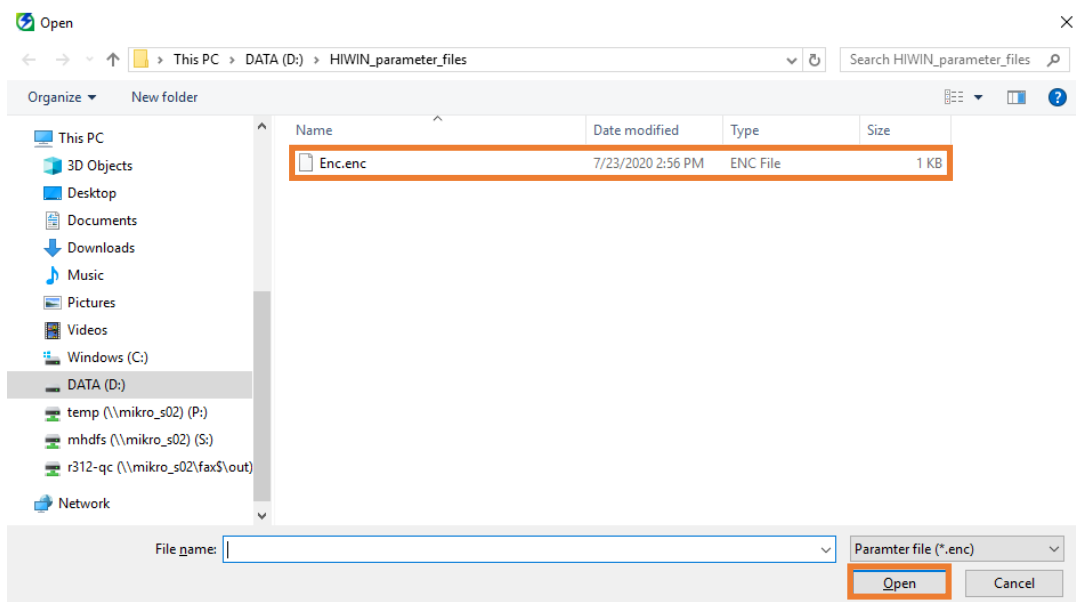 Open
This PC > DATA (D:) > HIWIN_parameter_files
Search HIWIN_parameter_files
Organize
New folder
This PC
3D Objects
Desktop
Documents
Downloads
Music
Pictures
Videos
Windows (C:)
DATA (D:)
temp (\\mikro_s02) (P:)
mhdfs (\\mikro_s02) (S:)
r312-qc (\\mikro_s02\fax$\out)
Network
Name Date modified Type Size
Enc.enc 7/23/2020 2:56 PM ENC File 1 KB
File name:
Paramter file (*.enc)
Open
Cancel